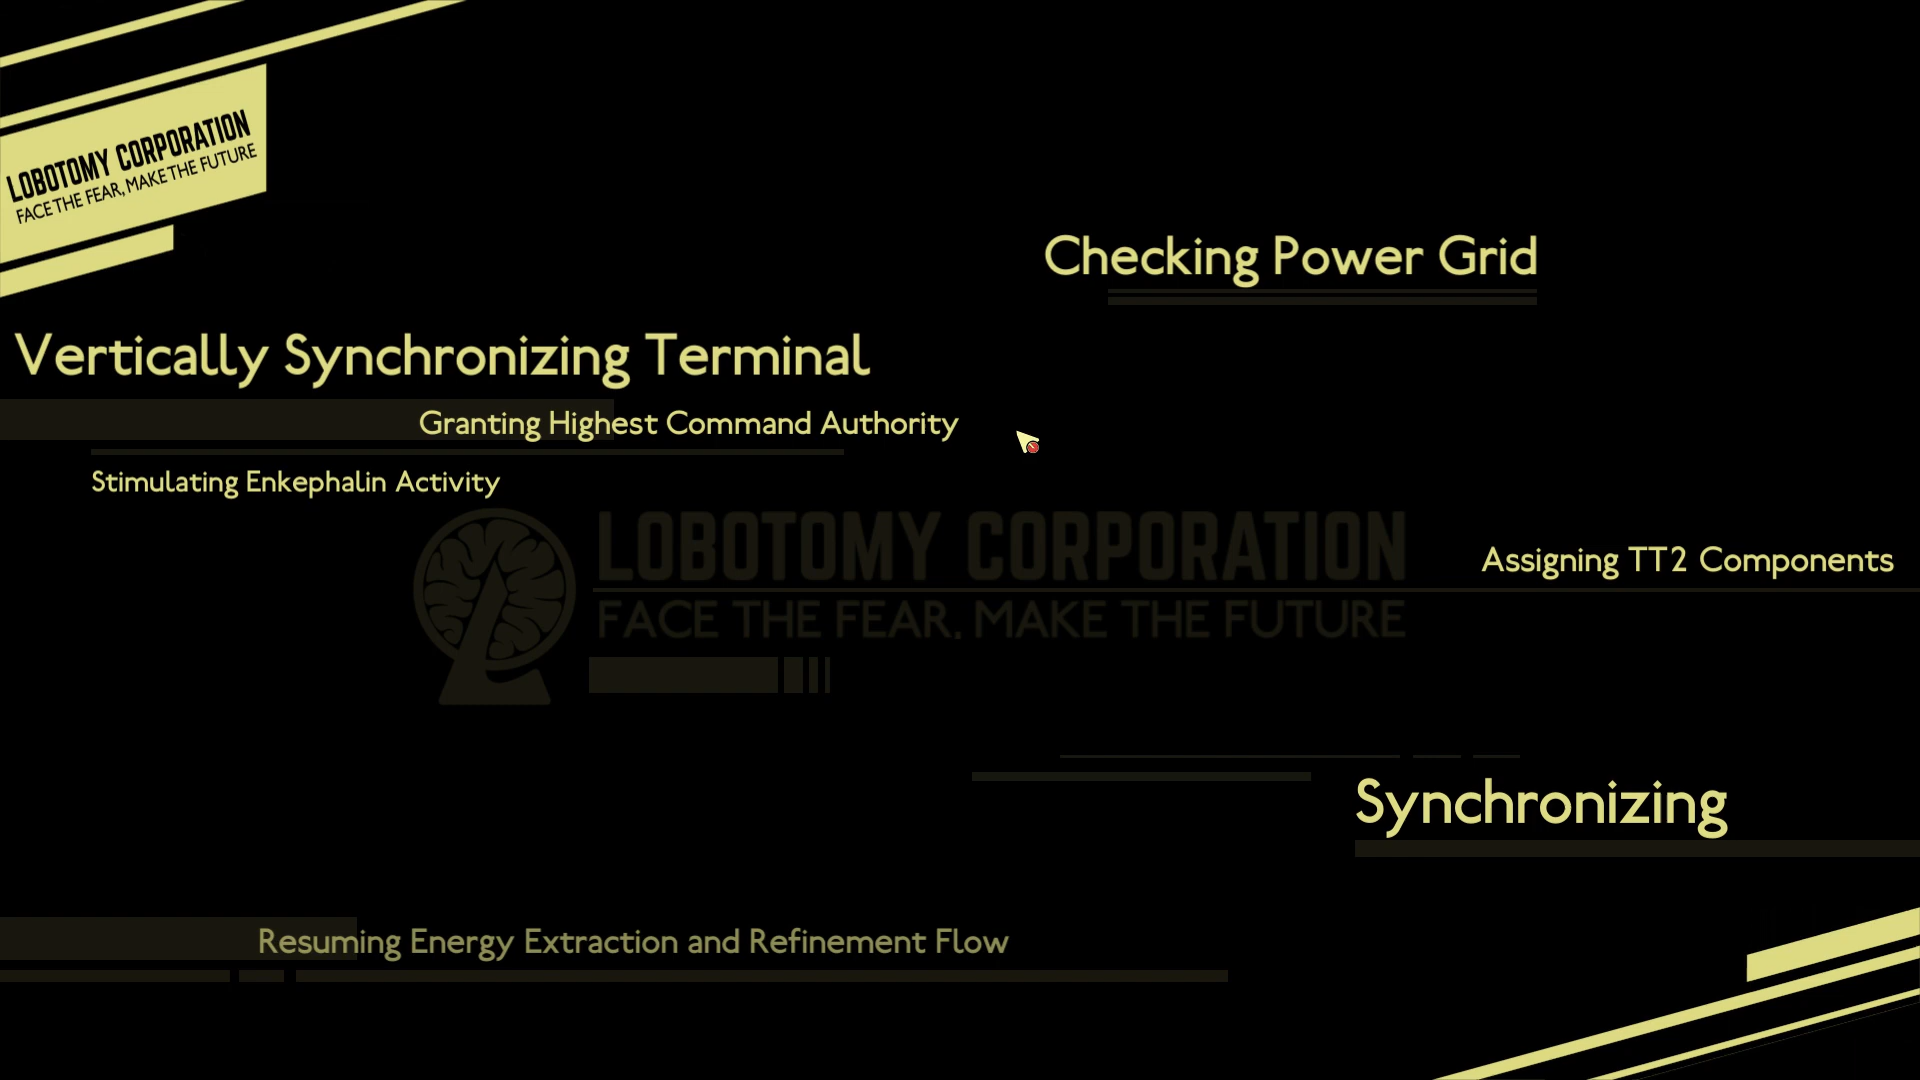 LOBOTOMY CORPORATION
FACE THE FEAR, MAKE THE FUTURE
Checking Power Grid
Vertically Synchronizing Terminal
Granting Highest Command Authority
Stimulating Enkephalin Activity
LOBOTOMY CORPORATION
FACE THE FEAR, MAKE THE FUTURE
Assigning TT2 Components
Synchronizing
Resuming Energy Extraction and Refinement Flow